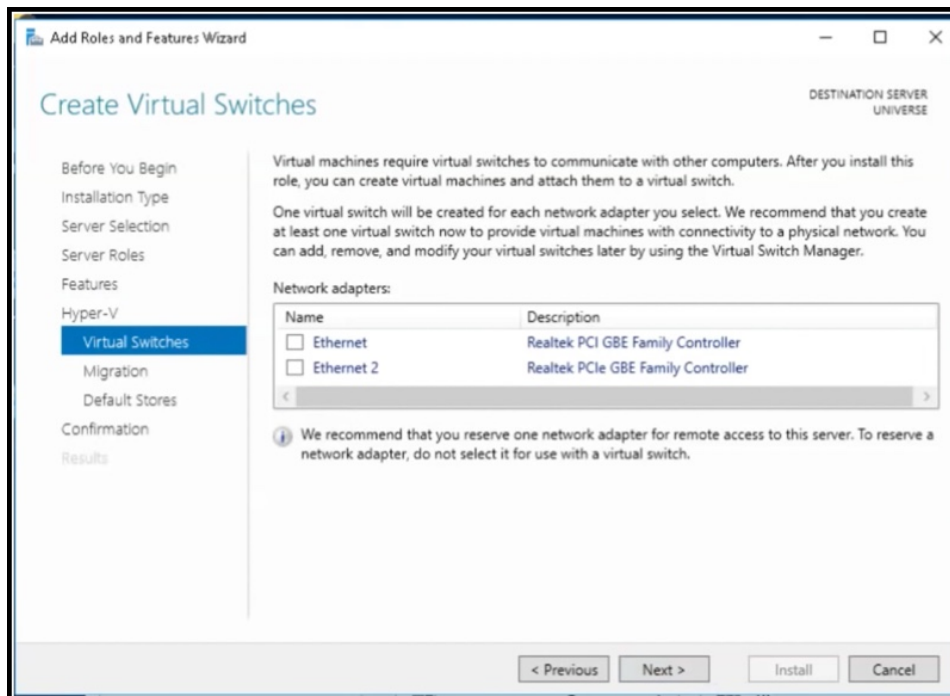 Add Roles and Features Wizard
Create Virtual Switches
DESTINATION SERVER
UNIVERSE
Before You Begin
Installation Type
Server Selection
Server Roles
Features
Hyper-V
Virtual Switches
Migration
Default Stores
Confirmation
Results
Virtual machines require virtual switches to communicate with other computers. After you install this
role, you can create virtual machines and attach them to a virtual switch.
One virtual switch will be created for each network adapter you select. We recommend that you create
at least one virtual switch now to provide virtual machines with connectivity to a physical network. You
can add, remove, and modify your virtual switches later by using the Virtual Switch Manager.
Network adapters:
Name Description
Ethernet Realtek PCI GBE Family Controller
Ethernet 2 Realtek PCIe GBE Family Controller
We recommend that you reserve one network adapter for remote access to this server. To reserve a
network adapter, do not select it for use with a virtual switch.
< Previous Next > Install Cancel